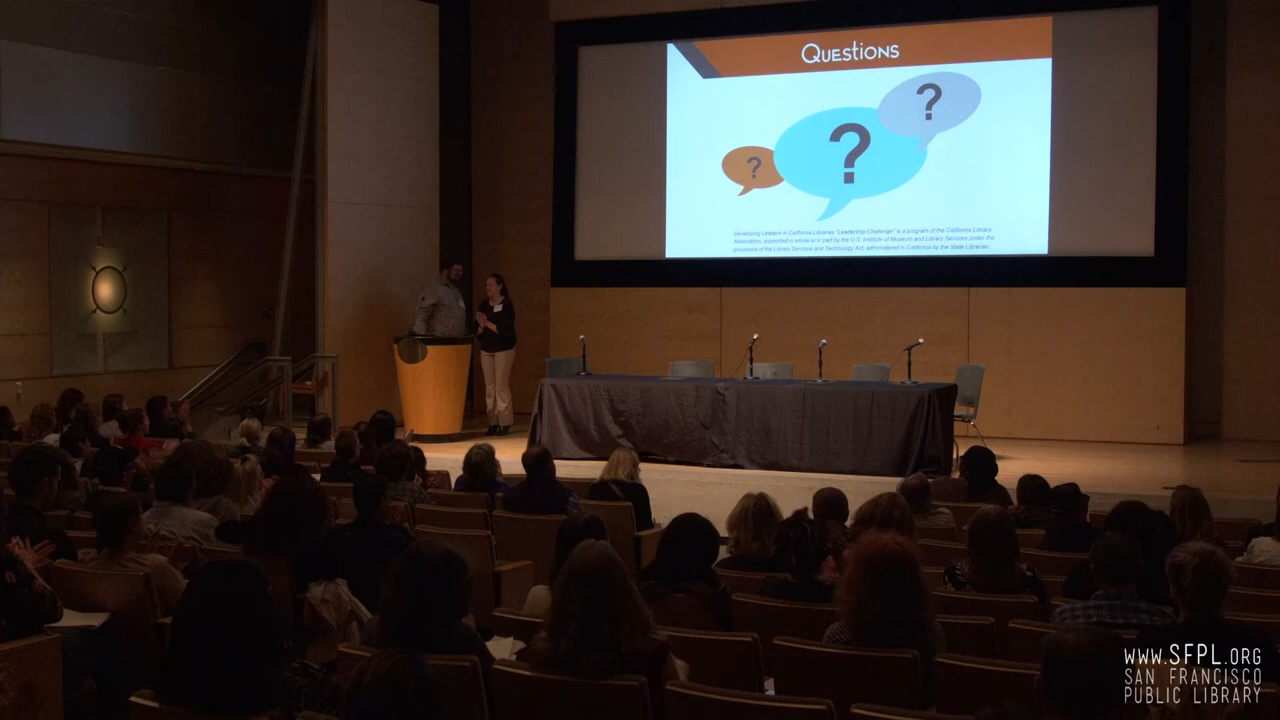 Questions
?
?
?
Developing Leaders in California Libraries "Leadership Challenge" is a program of the California Library
Association, supported in whole or in part by the U.S. Institute of Museum and Library Services under the
provisions of the Library Services and Technology Act, administered in California by the State Librarian.
www.SFPL.org
San Francisco
Public Library